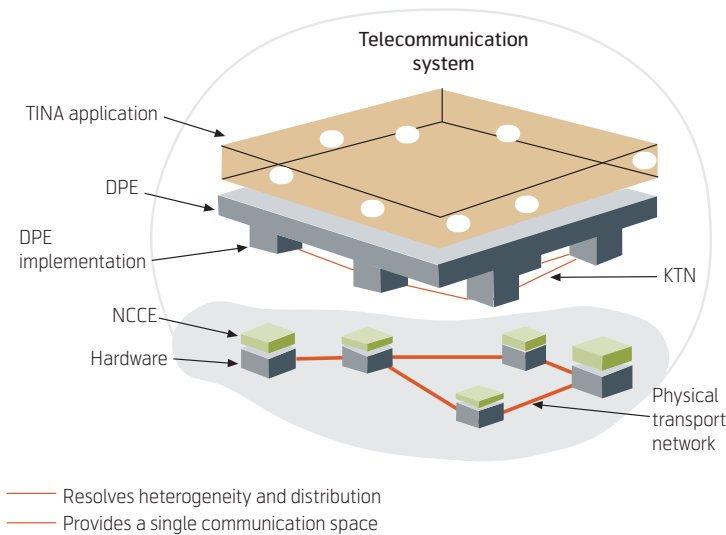 Telecommunication
system
TINA application
DPE
DPE
implementation
KTN
NCCE
Hardware
Physical
transport
network
Resolves heterogeneity and distribution
Provides a single communication space